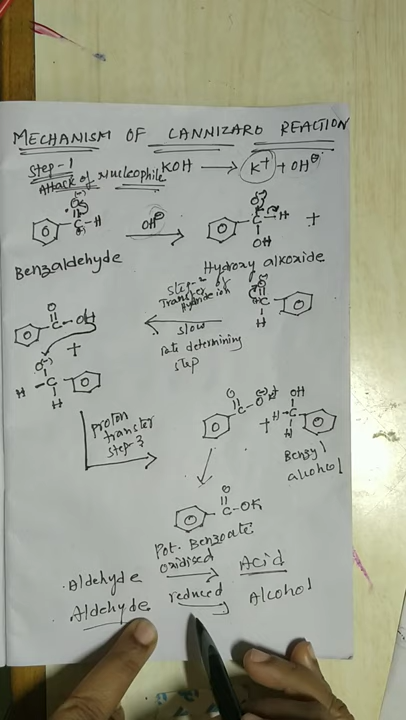 MECHANISM OF CANNIZARO REACTION
Step-1
Attack of Nucleophile KOH → K+ + OH⊖
O
C-H
OH⊖
O
C-H
OH
+
Benzaldehyde
Hydroxy alkoxide
Step-2
Transfer of
Hydride ion
slow
rate determining
step
O
C
H
O
C-OH
+
O
H-C
H
Proton
transter
step 3
O
C-O K+
+
OH
H-C
H
Benzyl
alcohol
O
C-OK
Pot. Benzoate
Aldehyde oxidised → Acid
Aldehyde reduced → Alcohol